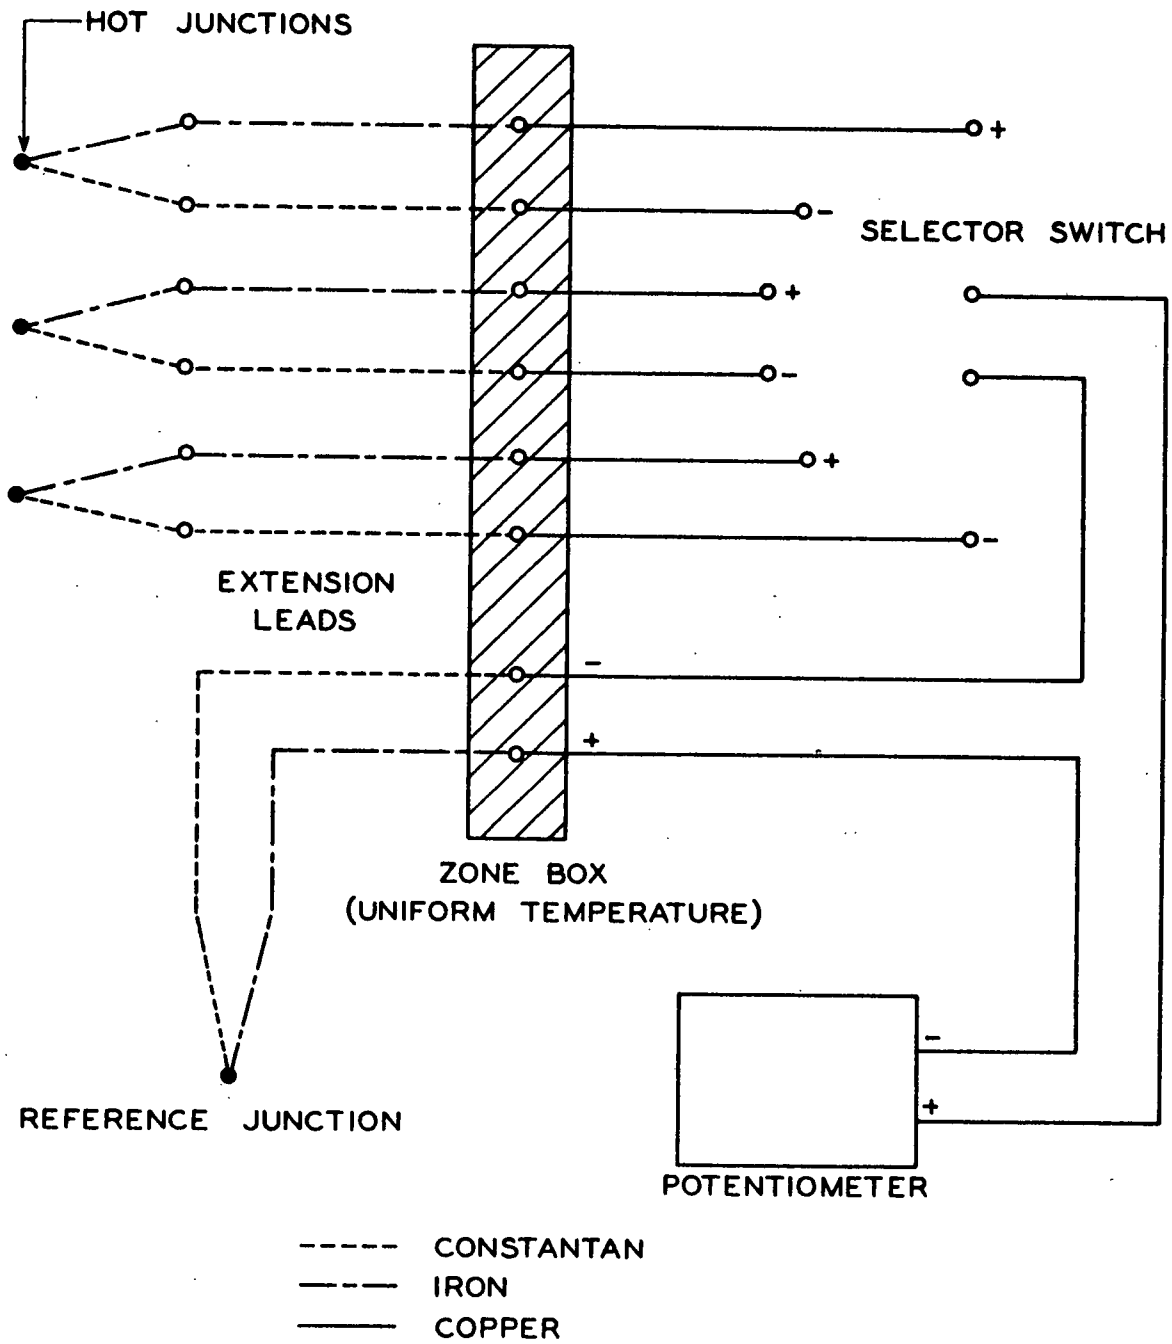 HOT JUNCTIONS
+
-
SELECTOR SWITCH
+
-
+
-
EXTENSION
LEADS
-
+
ZONE BOX
(UNIFORM TEMPERATURE)
-
+
REFERENCE JUNCTION
POTENTIOMETER
CONSTANTAN
IRON
COPPER